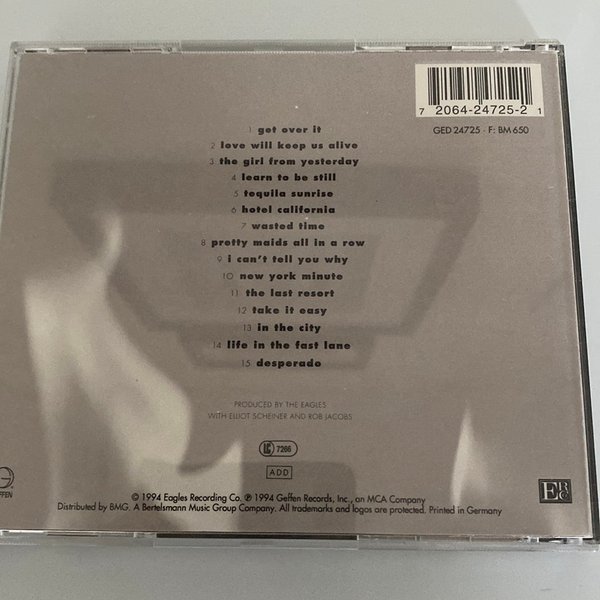 7 2064-24725-2 1
GED 24725 · F: BM 650
1 get over it
2 love will keep us alive
3 the girl from yesterday
4 learn to be still
5 tequila sunrise
6 hotel california
7 wasted time
8 pretty maids all in a row
9 i can't tell you why
10 new york minute
11 the last resort
12 take it easy
13 in the city
14 life in the fast lane
15 desperado
PRODUCED BY THE EAGLES
WITH ELLIOT SCHEINER AND ROB JACOBS
LC 7266
ADD
© 1994 Eagles Recording Co. ℗ 1994 Geffen Records, Inc., an MCA Company
Distributed by BMG. A Bertelsmann Music Group Company. All trademarks and logos are protected. Printed in Germany
ERC